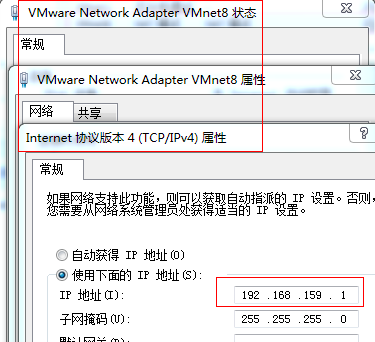 VMware Network Adapter VMnet8 状态
常规
VMware Network Adapter VMnet8 属性
网络 共享
Internet 协议版本 4 (TCP/IPv4) 属性
常规
如果网络支持此功能，则可以获取自动指派的 IP 设置。否则，
您需要从网络系统管理员处获得适当的 IP 设置。
自动获得 IP 地址(O)
使用下面的 IP 地址(S):
IP 地址(I): 192 .168 .159 . 1
子网掩码(U): 255 .255 .255 . 0
默认网关(D):